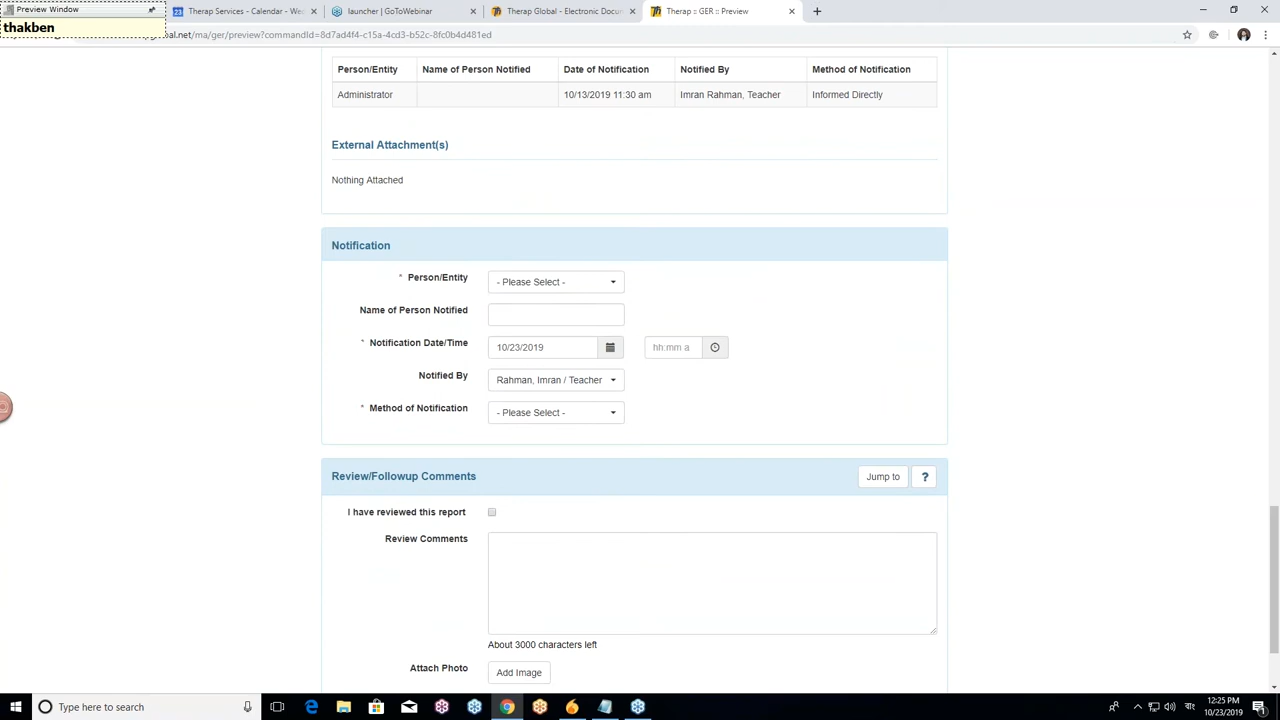 Preview Window
thakben
Therap Services - Calendar - Wed
launcher | GoToWebinar
Therap Global - Electronic Docu
Therap :: GER :: Preview
.net/ma/ger/preview?commandId=8d7ad4f4-c15a-4cd3-b52c-8fc0b4d481ed
Person/Entity Name of Person Notified Date of Notification Notified By Method of Notification
Administrator 10/13/2019 11:30 am Imran Rahman, Teacher Informed Directly
External Attachment(s)
Nothing Attached
Notification
* Person/Entity - Please Select -
Name of Person Notified
* Notification Date/Time 10/23/2019 hh:mm a
Notified By Rahman, Imran / Teacher
* Method of Notification - Please Select -
Review/Followup Comments Jump to ?
I have reviewed this report
Review Comments
About 3000 characters left
Attach Photo Add Image
Type here to search
12:25 PM
10/23/2019